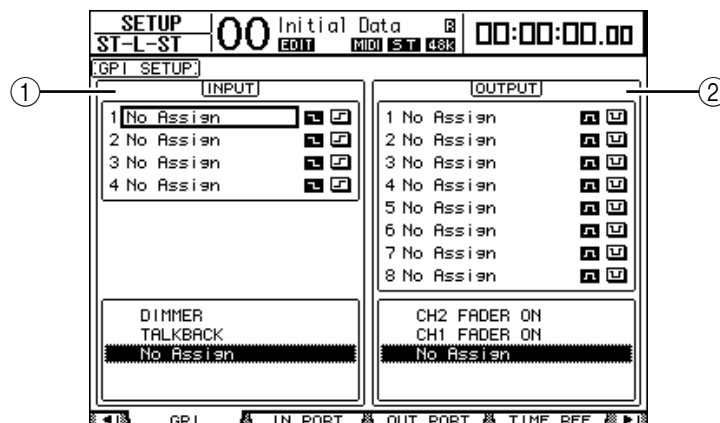 SETUP
ST-L-ST
00 Initial Data
EDIT MIDI ST 48K
00:00:00.00
GPI SETUP
1
INPUT
OUTPUT
2
1 No Assign
2 No Assign
3 No Assign
4 No Assign
1 No Assign
2 No Assign
3 No Assign
4 No Assign
5 No Assign
6 No Assign
7 No Assign
8 No Assign
DIMMER
TALKBACK
No Assign
CH2 FADER ON
CH1 FADER ON
No Assign
GPI IN PORT OUT PORT TIME REF